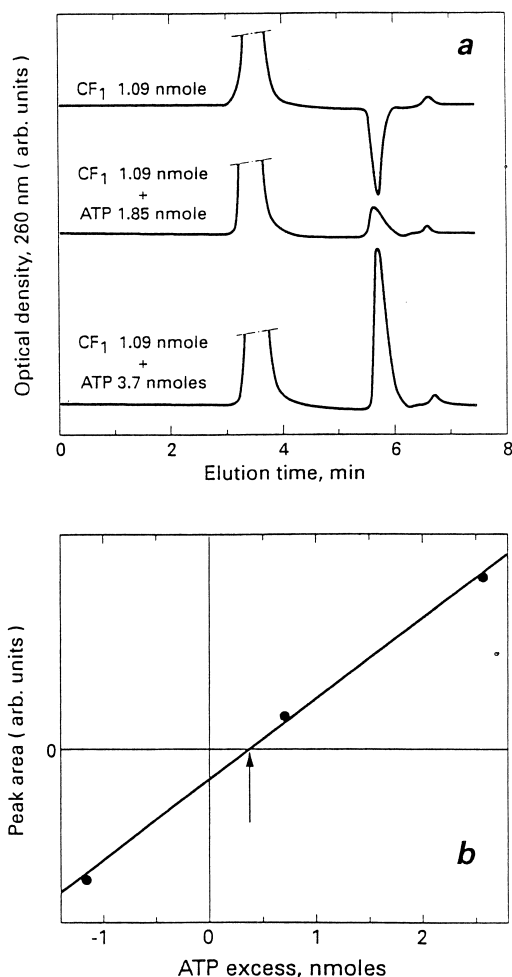 a
CF1 1.09 nmole
CF1 1.09 nmole
+
ATP 1.85 nmole
CF1 1.09 nmole
+
ATP 3.7 nmoles
Optical density, 260 nm ( arb. units )
0 2 4 6 8
Elution time, min
Peak area ( arb. units )
0
b
-1 0 1 2
ATP excess, nmoles